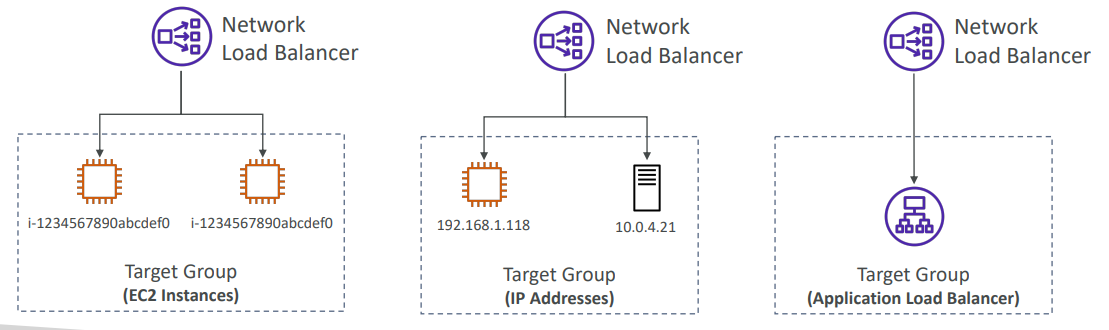 Network
Load Balancer
i-1234567890abcdef0
i-1234567890abcdef0
Target Group
(EC2 Instances)
Network
Load Balancer
192.168.1.118
10.0.4.21
Target Group
(IP Addresses)
Network
Load Balancer
Target Group
(Application Load Balancer)